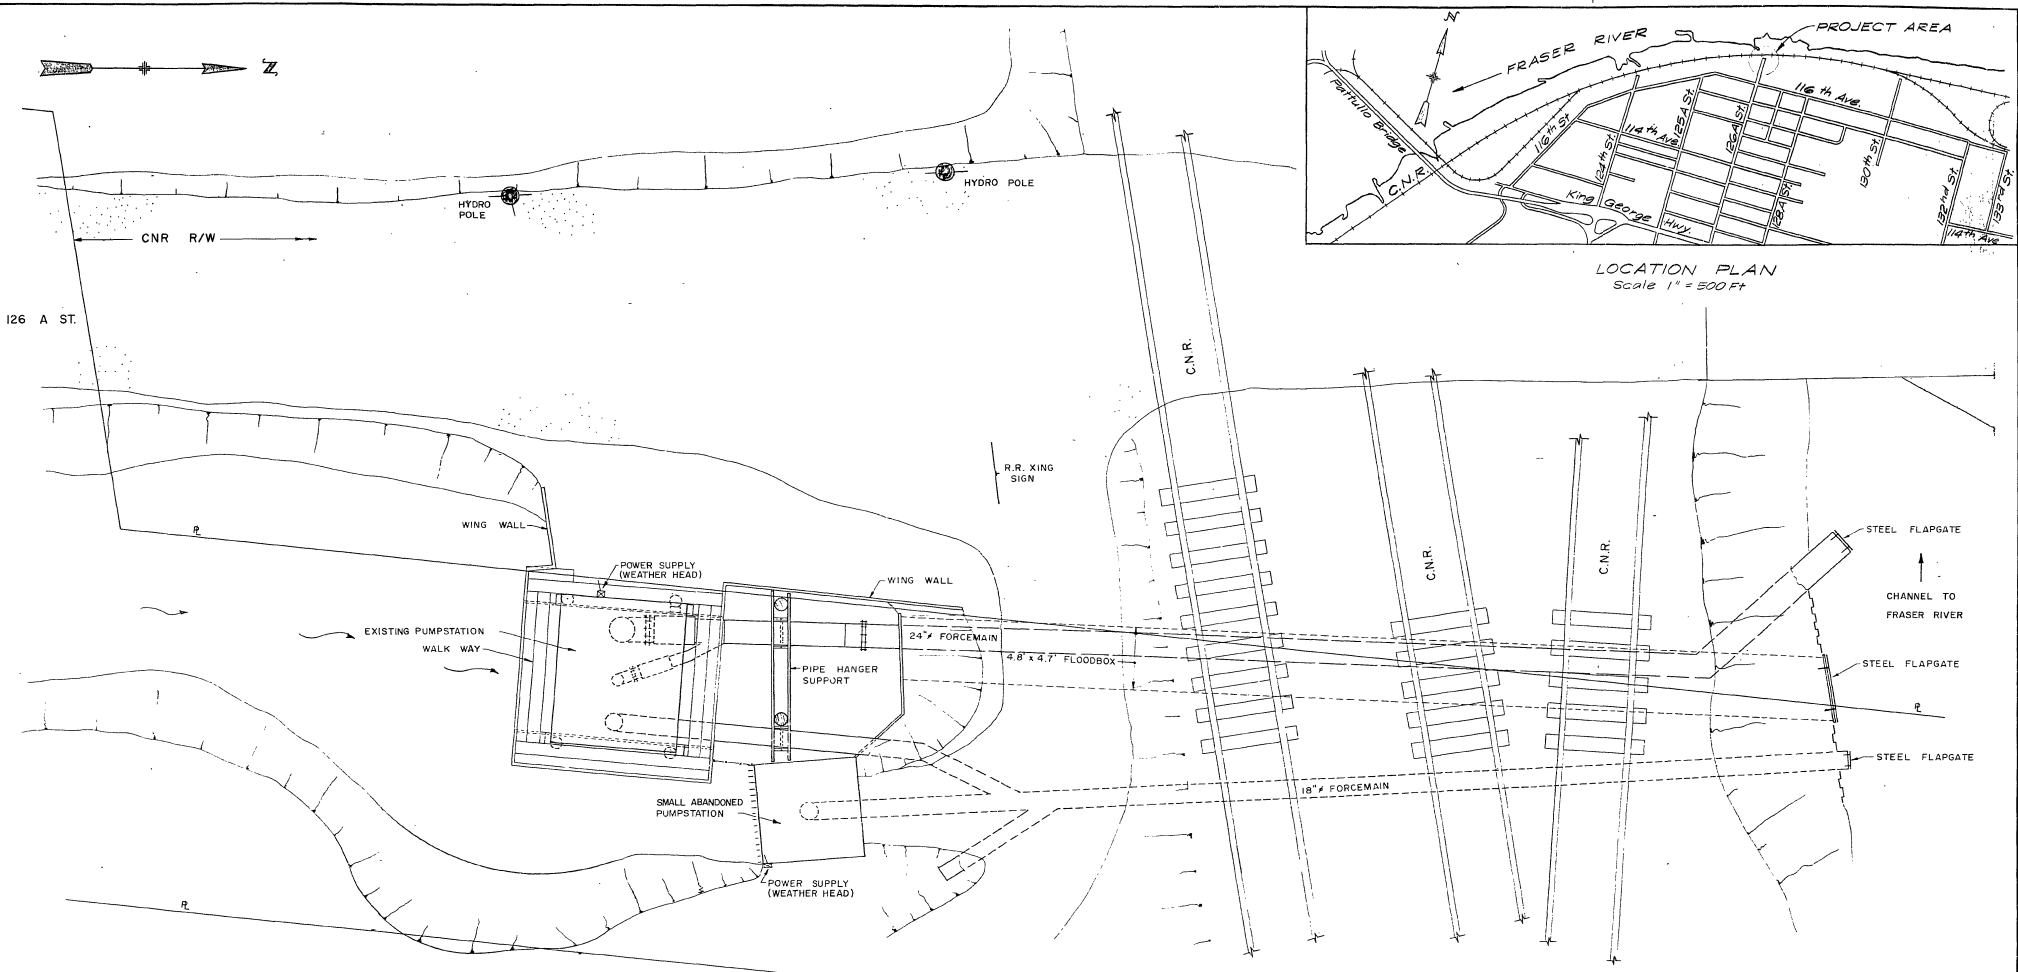 N
HYDRO
POLE
HYDRO POLE
CNR R/W
126 A ST.
N
FRASER RIVER
PROJECT AREA
Pattullo Bridge
C.N.R.
116th St
114th Ave
124th St.
125A St.
126A St.
116 th Ave.
128A St.
130th St.
132nd St.
133rd St.
114th Ave
King George Hwy.
LOCATION PLAN
Scale 1" = 500 Ft
C.N.R.
C.N.R.
C.N.R.
R.R. XING
SIGN
WING WALL
PL
POWER SUPPLY
(WEATHER HEAD)
WING WALL
EXISTING PUMPSTATION
WALK WAY
24"ø FORCEMAIN
4.8' x 4.7' FLOODBOX
PIPE HANGER
SUPPORT
STEEL FLAPGATE
CHANNEL TO
FRASER RIVER
STEEL FLAPGATE
PL
STEEL FLAPGATE
18"ø FORCEMAIN
SMALL ABANDONED
PUMPSTATION
POWER SUPPLY
(WEATHER HEAD)
PL